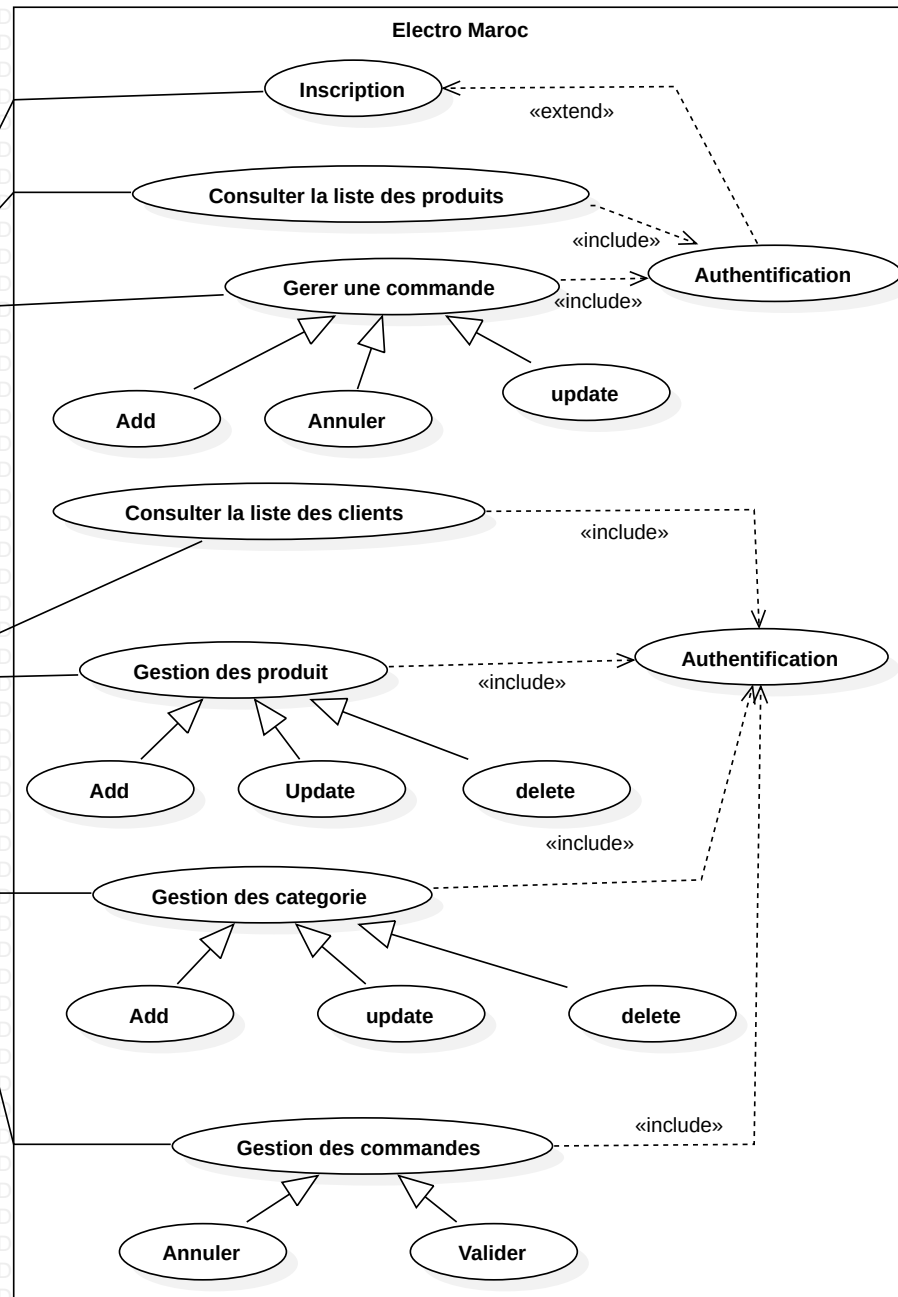 Electro Maroc
Inscription
«extend»
Consulter la liste des produits
«include»
Authentification
Gerer une commande
«include»
Add
Annuler
update
Consulter la liste des clients
«include»
Authentification
Gestion des produit
«include»
Add
Update
delete
«include»
Gestion des categorie
Add
update
delete
«include»
Gestion des commandes
Annuler
Valider